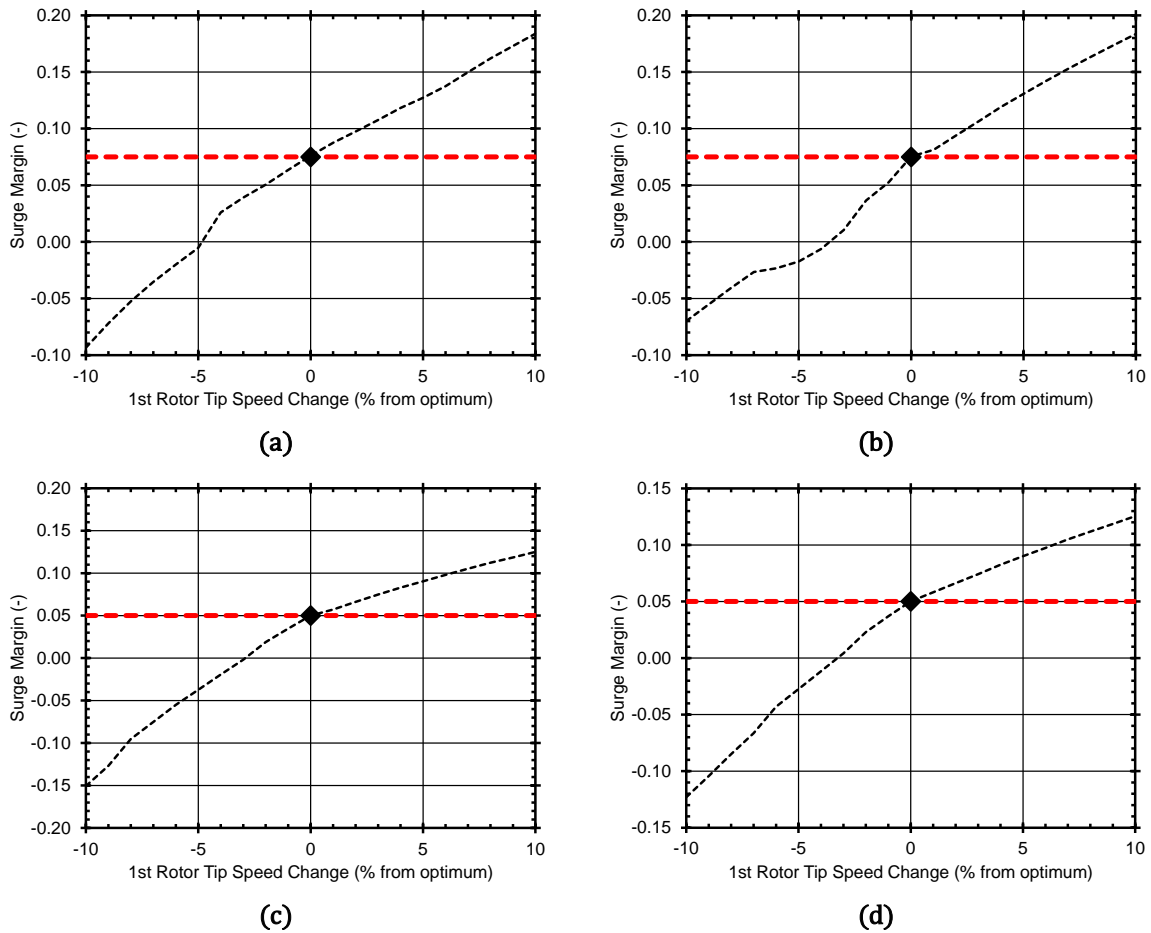 0.20
0.15
0.10
0.05
0.00
-0.05
-0.10
Surge Margin (-)
-10 -5 0 5 10
1st Rotor Tip Speed Change (% from optimum)
(a)
0.20
0.15
0.10
0.05
0.00
-0.05
-0.10
Surge Margin (-)
-10 -5 0 5 10
1st Rotor Tip Speed Change (% from optimum)
(b)
0.20
0.15
0.10
0.05
0.00
-0.05
-0.10
-0.15
-0.20
Surge Margin (-)
-10 -5 0 5 10
1st Rotor Tip Speed Change (% from optimum)
(c)
0.15
0.10
0.05
0.00
-0.05
-0.10
-0.15
Surge Margin (-)
-10 -5 0 5 10
1st Rotor Tip Speed Change (% from optimum)
(d)